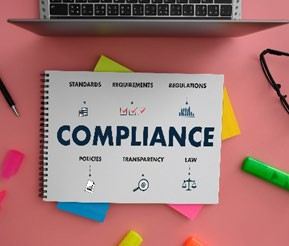 STANDARDS REQUIREMENTS REGULATIONS
COMPLIANCE
POLICIES TRANSPARENCY LAW